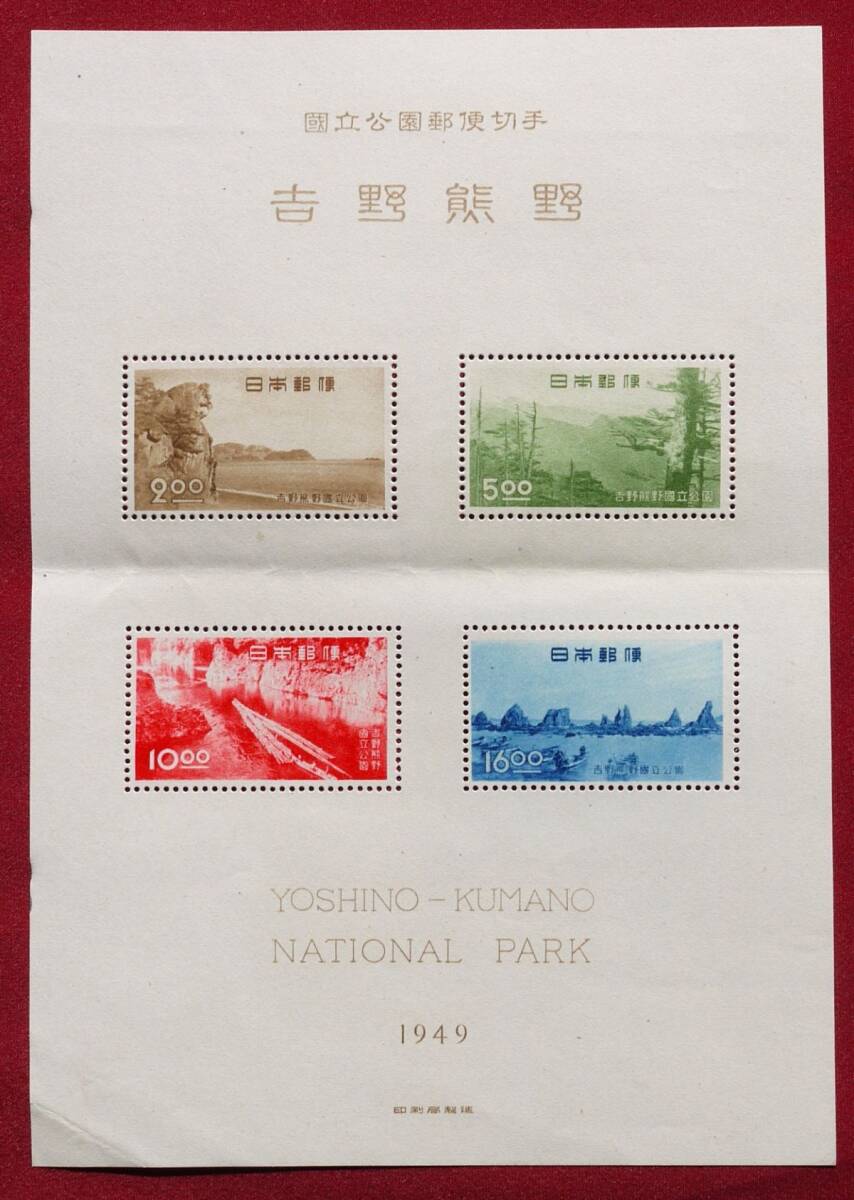 國立公園郵便切手
吉野熊野
日本郵便
2.00
吉野熊野國立公園
日本郵便
5.00
吉野熊野國立公園
日本郵便
10.00
吉野熊野
國立公園
日本郵便
16.00
吉野熊野國立公園
YOSHINO - KUMANO
NATIONAL PARK
1949
印刷廳製造